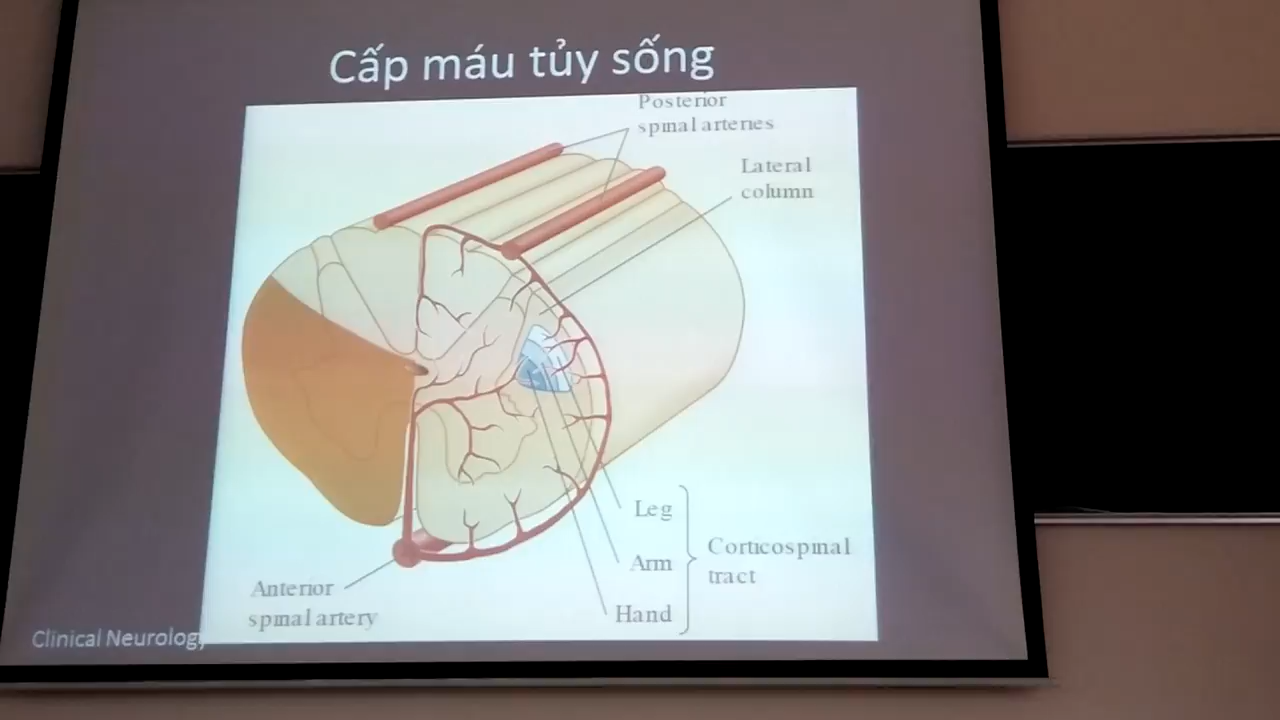 Cấp máu tủy sống
Posterior
spinal arteries
Lateral
column
Leg
Arm
Hand
Corticospinal
tract
Anterior
spinal artery
Clinical Neurology